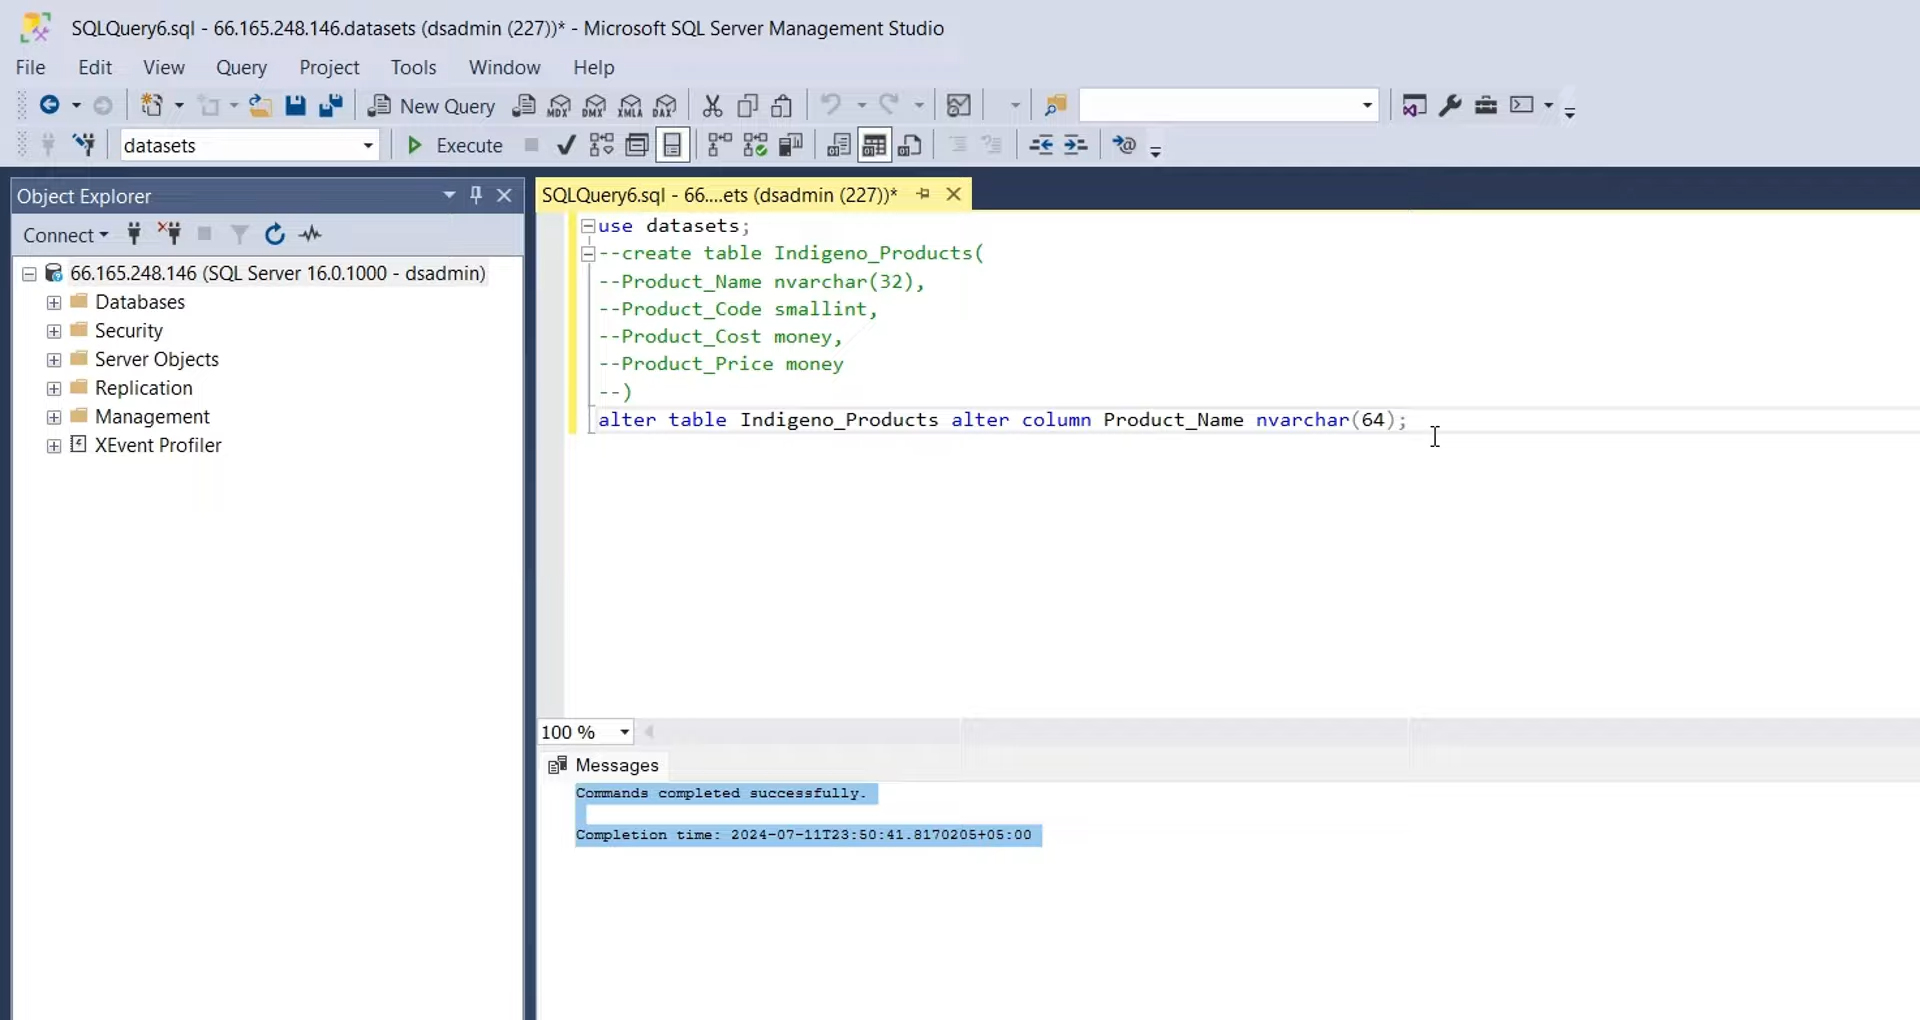 SQLQuery6.sql - 66.165.248.146.datasets (dsadmin (227))* - Microsoft SQL Server Management Studio
File Edit View Query Project Tools Window Help
New Query MDX DMX XMLA DAX
datasets Execute
Object Explorer
Connect
66.165.248.146 (SQL Server 16.0.1000 - dsadmin)
Databases
Security
Server Objects
Replication
Management
XEvent Profiler
SQLQuery6.sql - 66....ets (dsadmin (227))*
use datasets;
--create table Indigeno_Products(
--Product_Name nvarchar(32),
--Product_Code smallint,
--Product_Cost money,
--Product_Price money
--)
alter table Indigeno_Products alter column Product_Name nvarchar(64);
100 %
Messages
Commands completed successfully.
Completion time: 2024-07-11T23:50:41.8170205+05:00